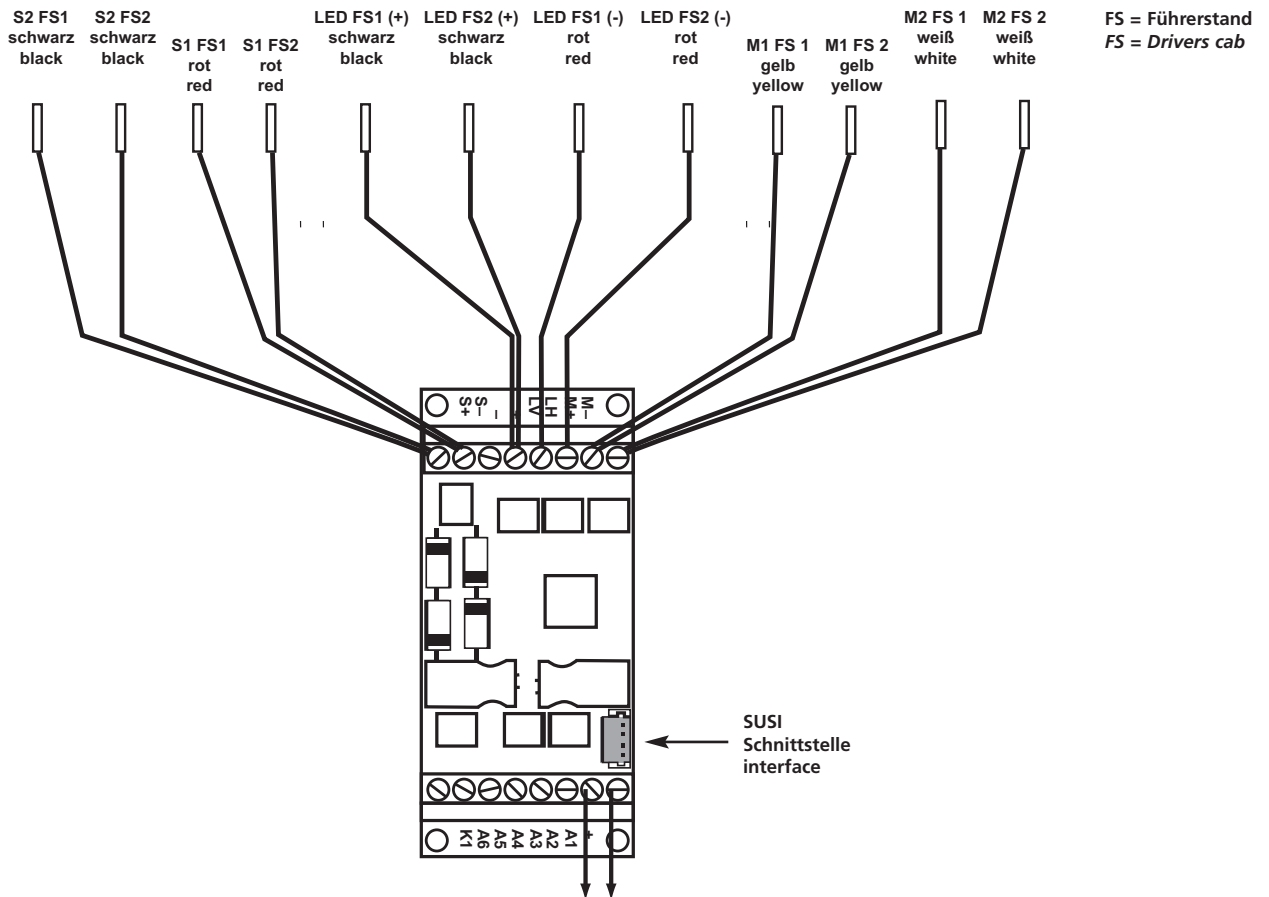 S2 FS1
schwarz
black
S2 FS2
schwarz
black
S1 FS1
rot
red
S1 FS2
rot
red
LED FS1 (+)
schwarz
black
LED FS2 (+)
schwarz
black
LED FS1 (-)
rot
red
LED FS2 (-)
rot
red
M1 FS 1
gelb
yellow
M1 FS 2
gelb
yellow
M2 FS 1
weiß
white
M2 FS 2
weiß
white
FS = Führerstand
FS = Drivers cab
S+
S–
–
+
LV
LH
M+
M–
SUSI
Schnittstelle
interface
K1
A6
A5
A4
A3
A2
A1
+